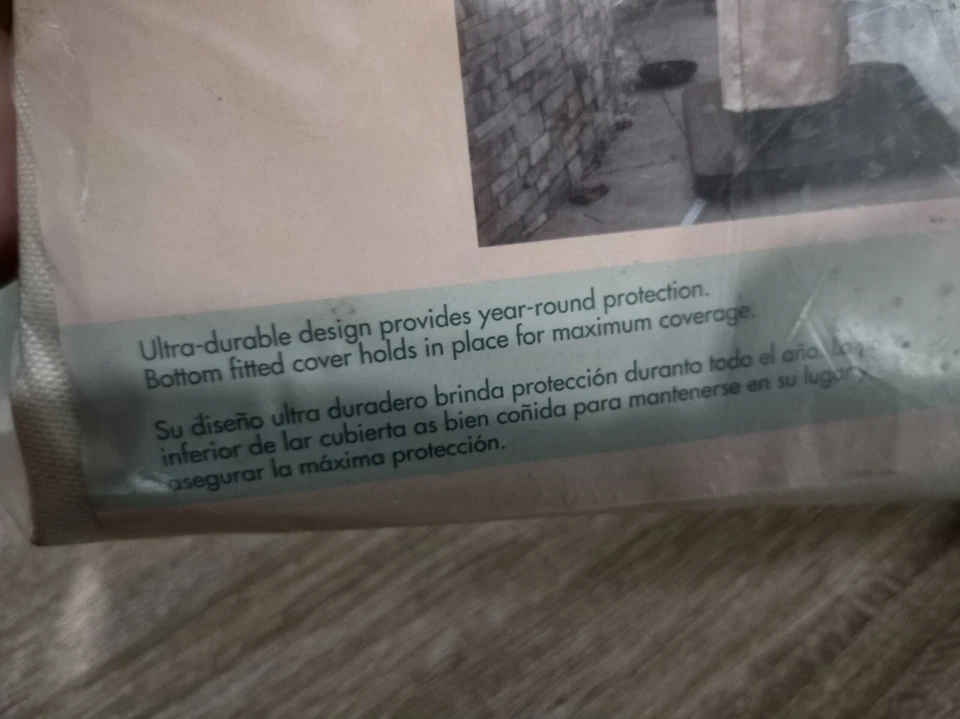 Ultra-durable design provides year-round protection.
Bottom fitted cover holds in place for maximum coverage.
Su diseño ultra duradero brinda protección duranto todo el año.
inferior de lar cubierta as bien coñida para mantenerse en su lugar y
asegurar la máxima protección.